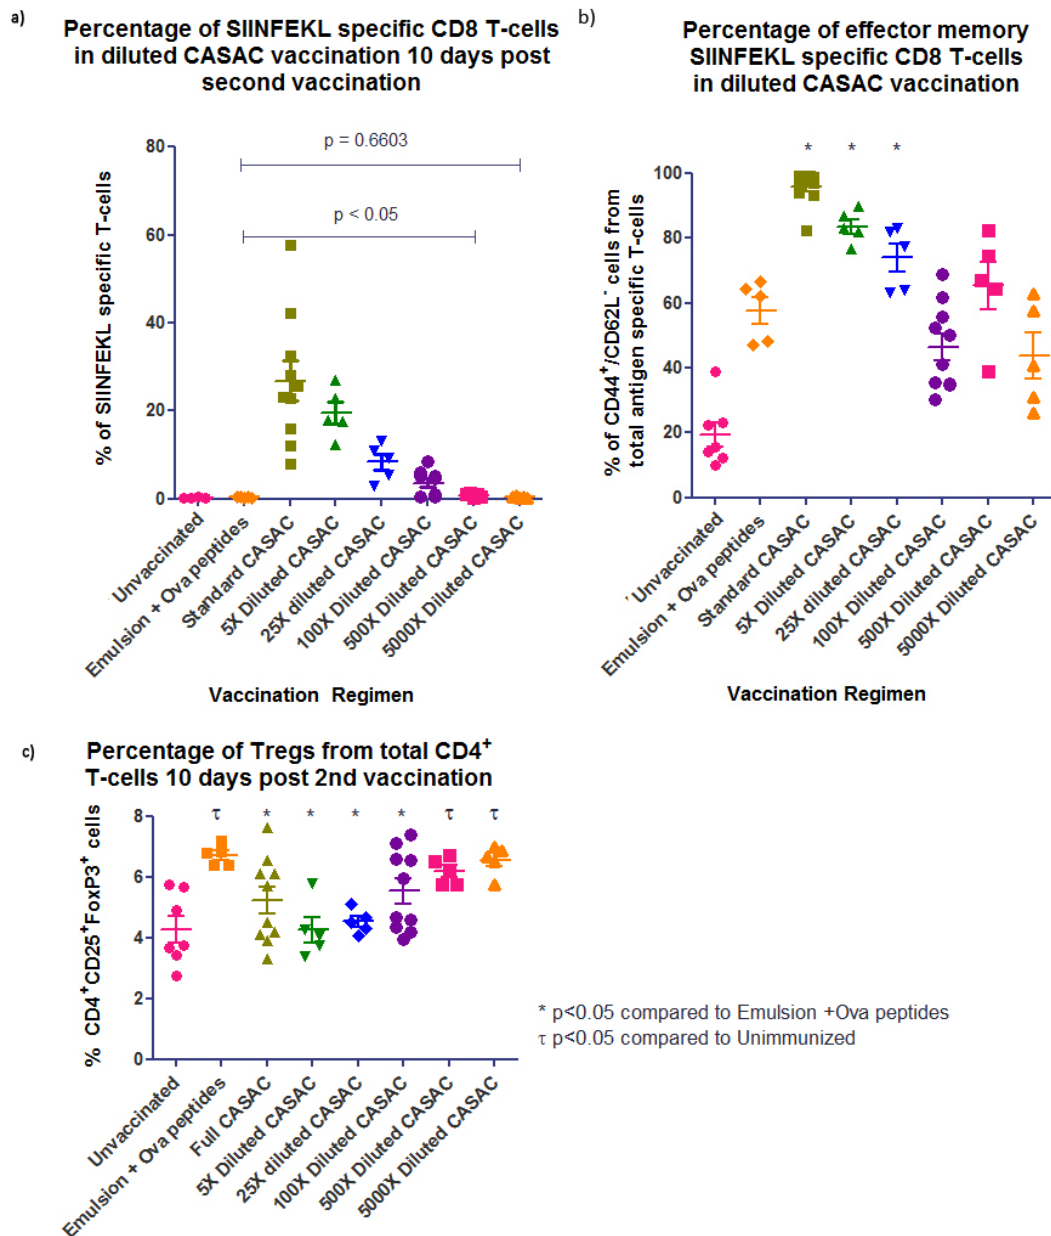 a)
Percentage of SIINFEKL specific CD8 T-cells
in diluted CASAC vaccination 10 days post
second vaccination
% of SIINFEKL specific T-cells
80
60
40
20
0
p = 0.6603
p < 0.05
Unvaccinated
Emulsion + Ova peptides
Standard CASAC
5X Diluted CASAC
25X diluted CASAC
100X Diluted CASAC
500X Diluted CASAC
5000X Diluted CASAC
Vaccination Regimen
b)
Percentage of effector memory
SIINFEKL specific CD8 T-cells
in diluted CASAC vaccination
% of CD44⁺/CD62L⁻ cells from
total antigen specific T-cells
100
80
60
40
20
0
* * *
Unvaccinated
Emulsion + Ova peptides
Standard CASAC
5X Diluted CASAC
25X diluted CASAC
100X Diluted CASAC
500X Diluted CASAC
5000X Diluted CASAC
Vaccination Regimen
c)
Percentage of Tregs from total CD4⁺
T-cells 10 days post 2nd vaccination
% CD4⁺CD25⁺FoxP3⁺ cells
8
6
4
2
0
τ * * * * τ τ
Unvaccinated
Emulsion + Ova peptides
Full CASAC
5X Diluted CASAC
25X diluted CASAC
100X Diluted CASAC
500X Diluted CASAC
5000X Diluted CASAC
* p<0.05 compared to Emulsion +Ova peptides
τ p<0.05 compared to Unimmunized